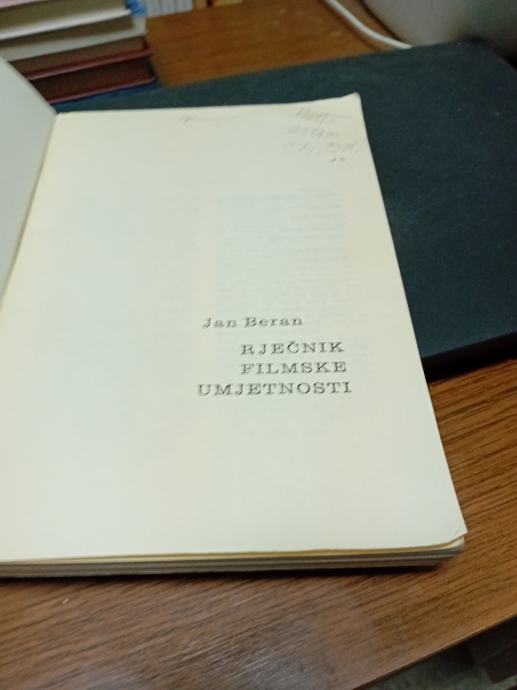 Jan Beran
RJEČNIK
FILMSKE
UMJETNOSTI